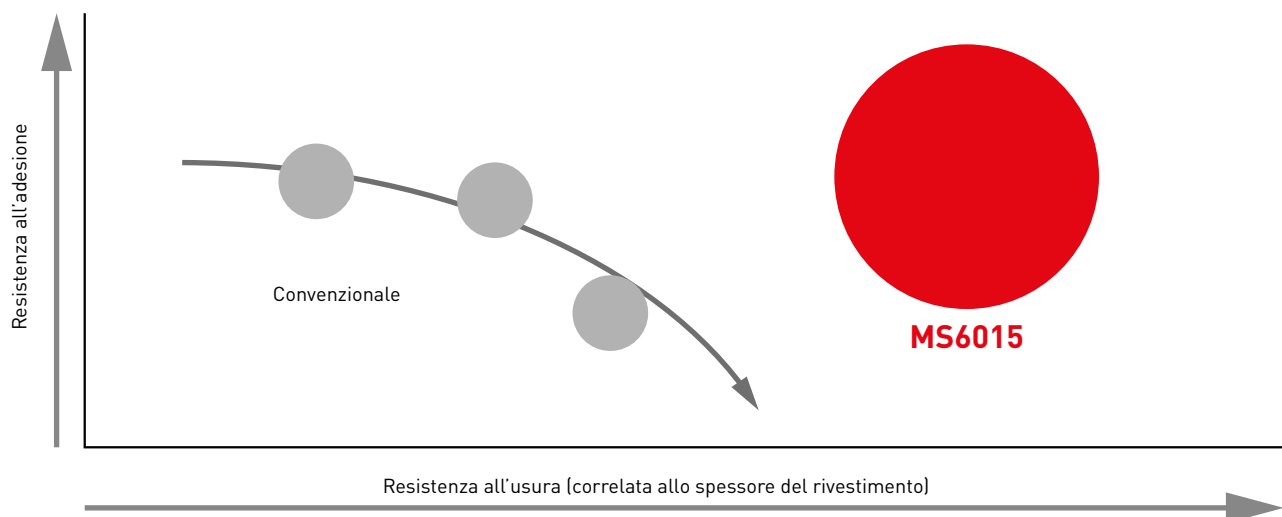 Resistenza all'adesione
Convenzionale
MS6015
Resistenza all'usura (correlata allo spessore del rivestimento)